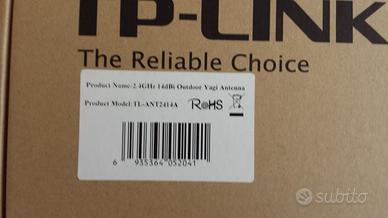 TP-LINK
The Reliable Choice
Product Name:2.4GHz 14dBi Outdoor Yagi Antenna
Product Model:TL-ANT2414A
RoHS
6 935364 052041
subito